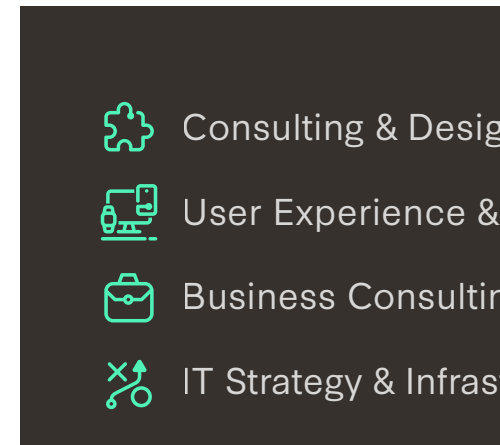 Consulting & Desig
User Experience &
Business Consultin
IT Strategy & Infras